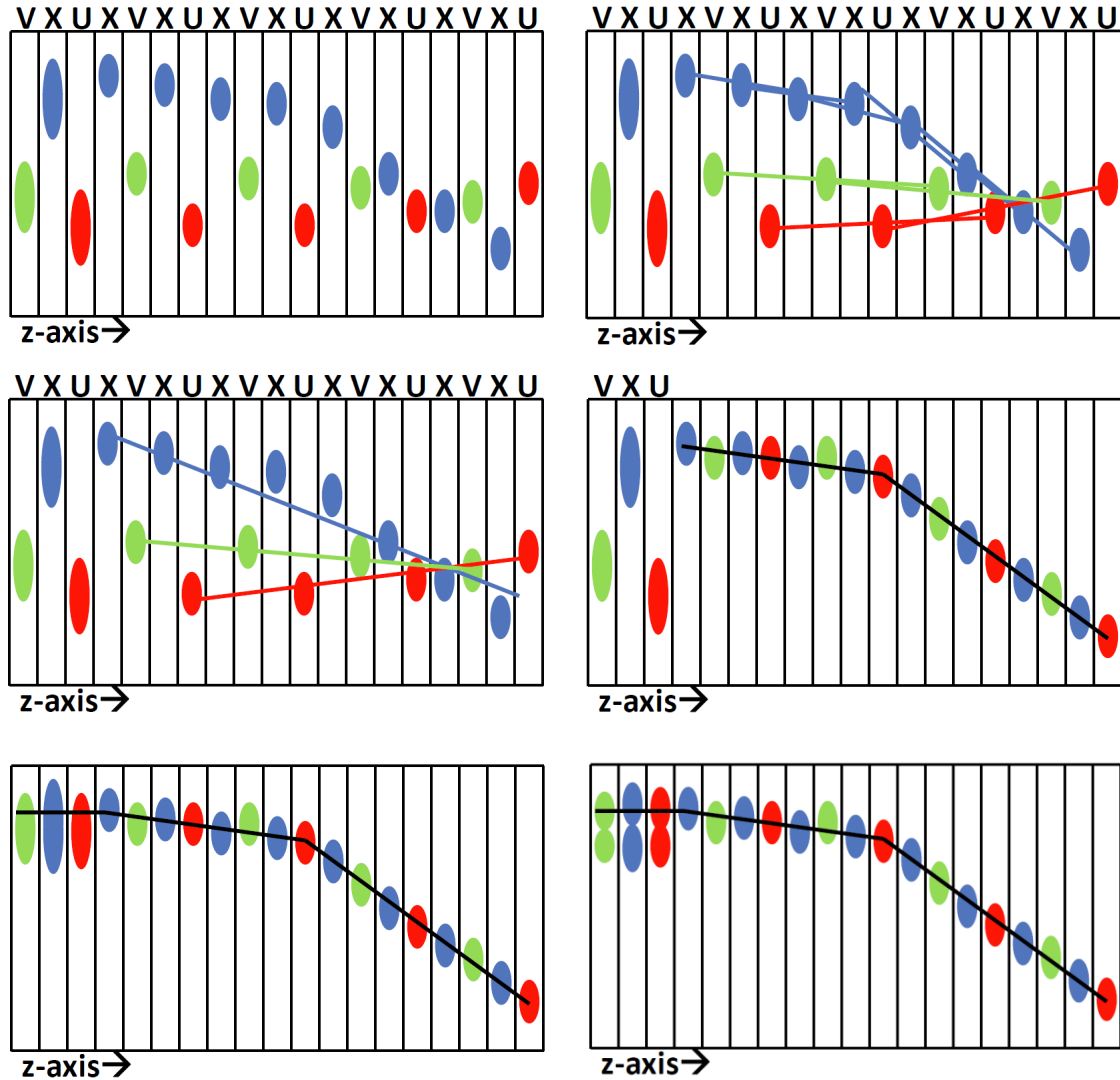 V X U X V X U X V X U X V X U X V X U
V X U X V X U X V X U X V X U X V X U
z-axis→
z-axis→
V X U X V X U X V X U X V X U X V X U
V X U
z-axis→
z-axis→
z-axis→
z-axis→